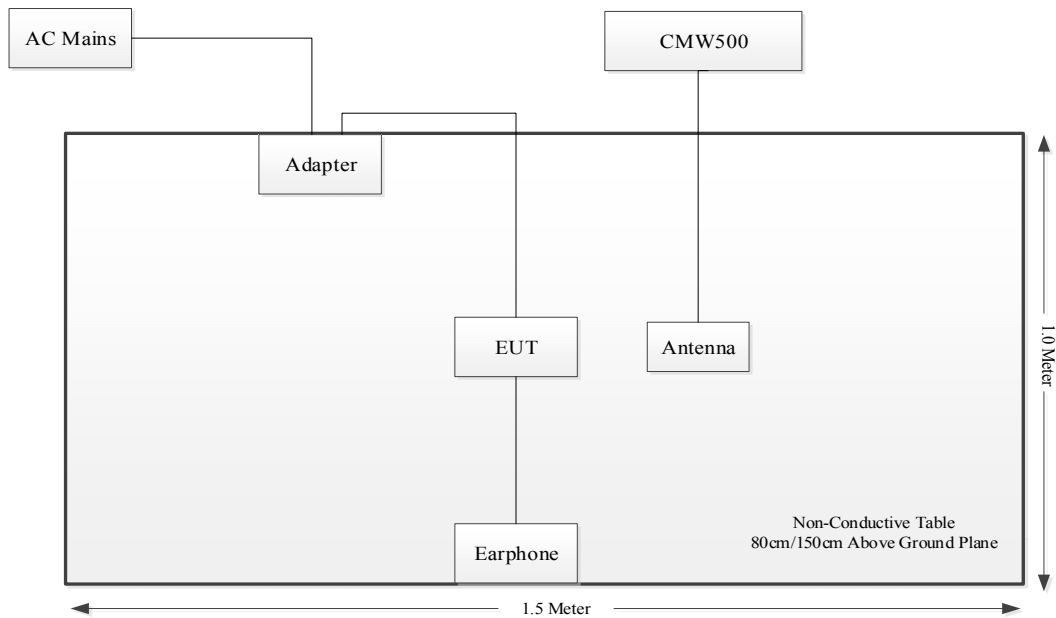 AC Mains
CMW500
Adapter
EUT
Antenna
1.0 Meter
Earphone
Non-Conductive Table
80cm/150cm Above Ground Plane
1.5 Meter